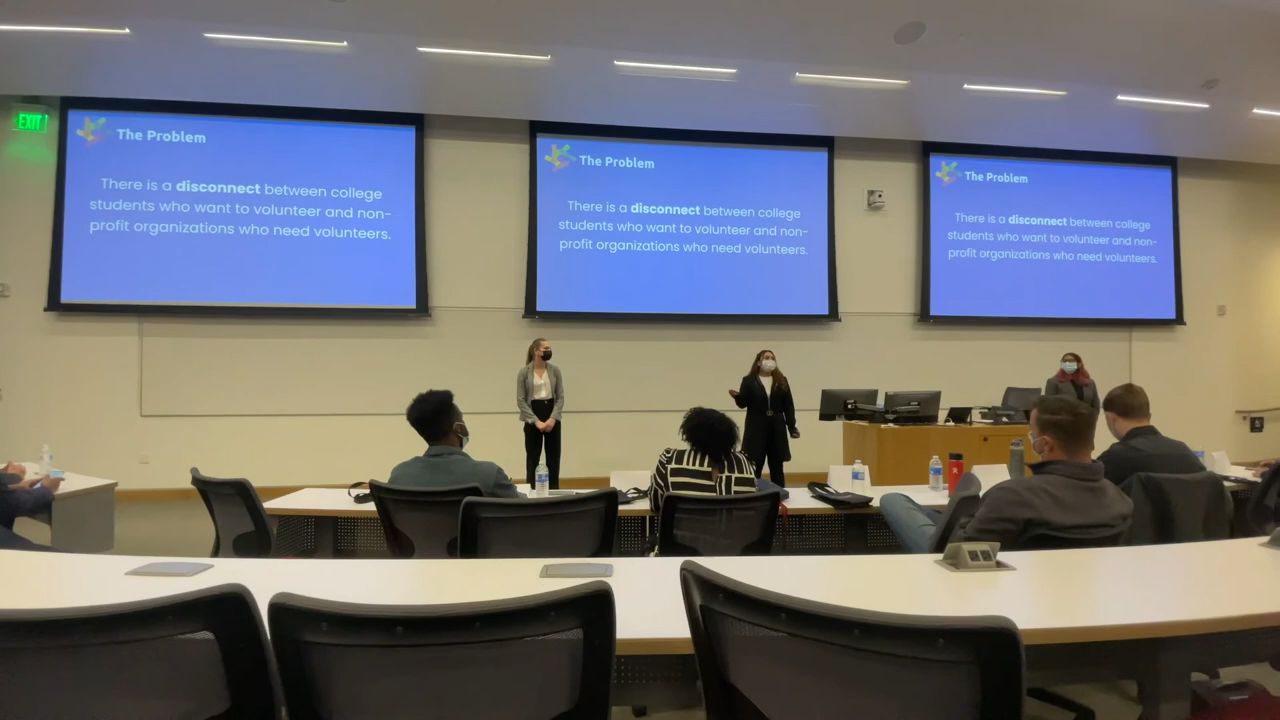 EXIT
The Problem
There is a disconnect between college
students who want to volunteer and non-
profit organizations who need volunteers.
The Problem
There is a disconnect between college
students who want to volunteer and non-
profit organizations who need volunteers.
The Problem
There is a disconnect between college
students who want to volunteer and non-
profit organizations who need volunteers.